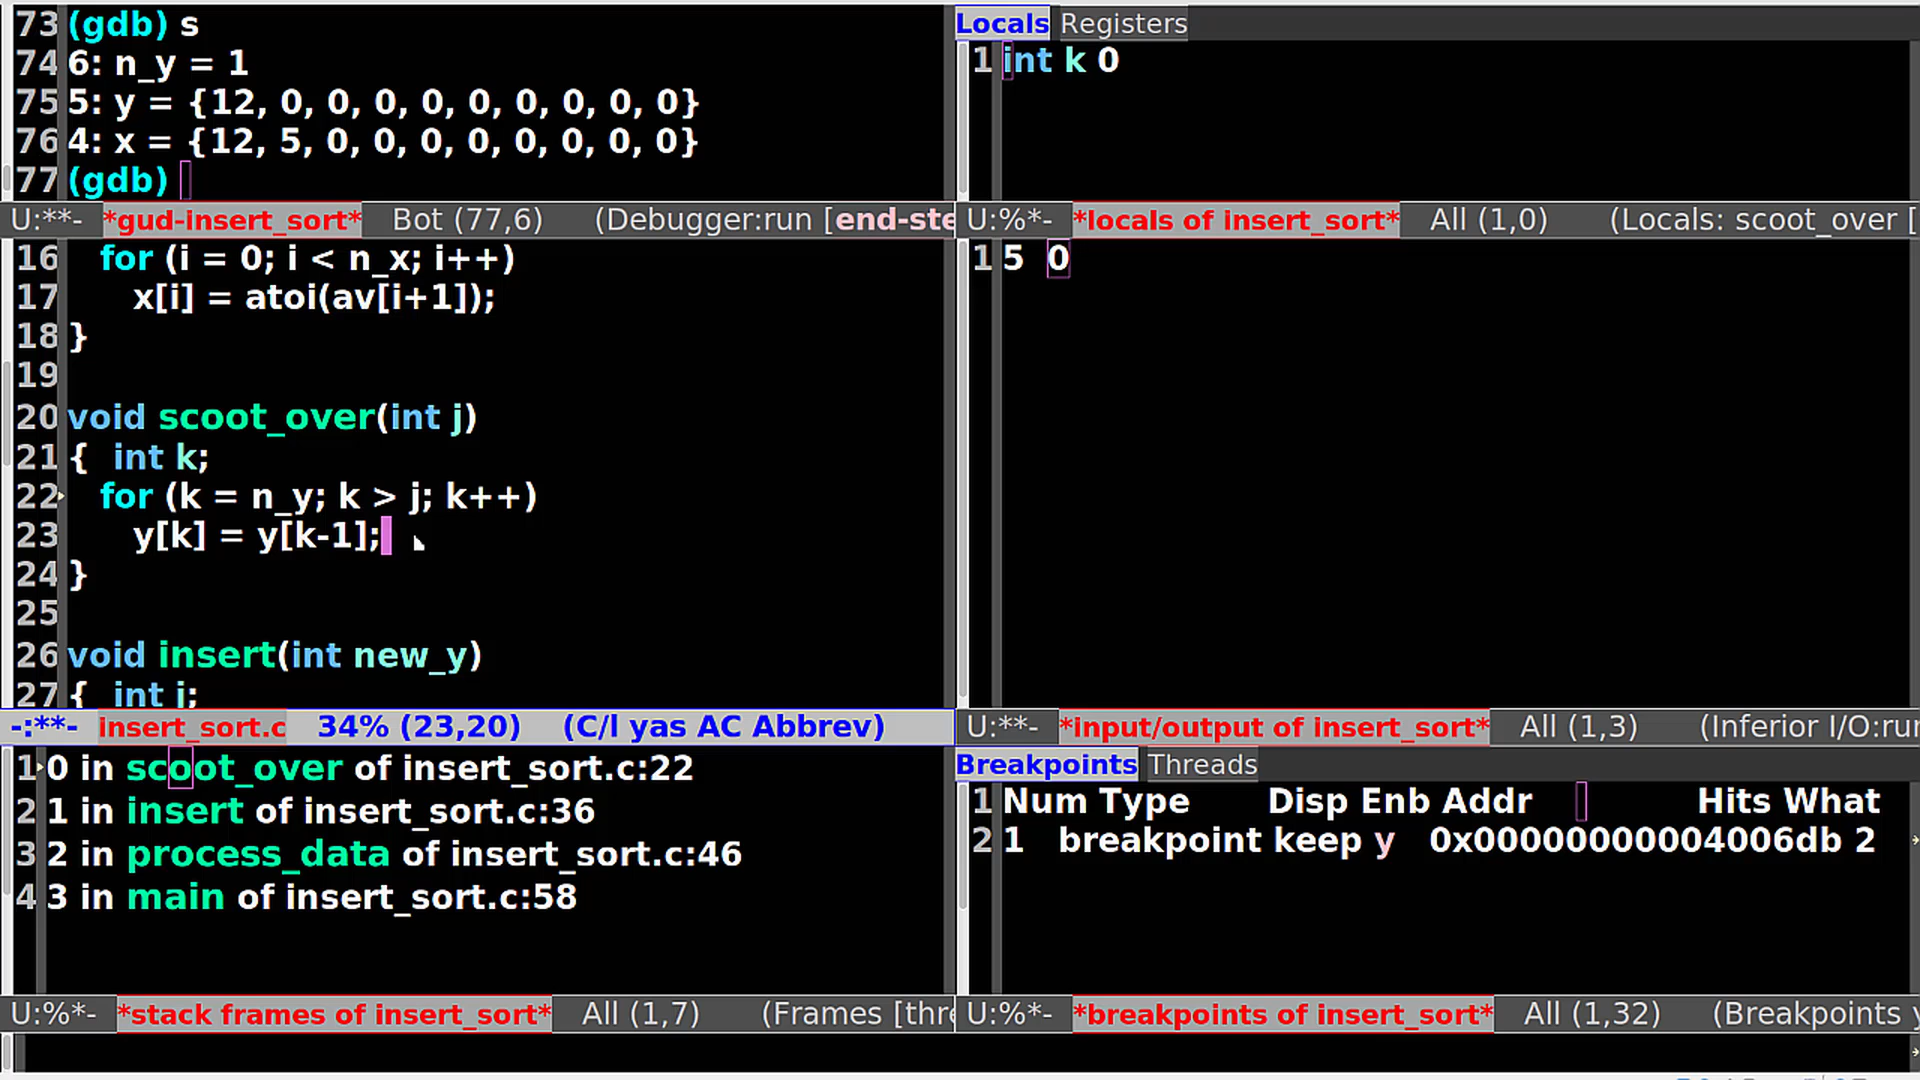 73 (gdb) s
74 6: n_y = 1
75 5: y = {12, 0, 0, 0, 0, 0, 0, 0, 0, 0}
76 4: x = {12, 5, 0, 0, 0, 0, 0, 0, 0, 0}
77 (gdb)
U:**- *gud-insert_sort* Bot (77,6) (Debugger:run [end-ste
Locals Registers
1 int k 0
U:%*- *locals of insert_sort* All (1,0) (Locals: scoot_over [
16 for (i = 0; i < n_x; i++)
17 x[i] = atoi(av[i+1]);
18 }
19
20 void scoot_over(int j)
21 { int k;
22 for (k = n_y; k > j; k++)
23 y[k] = y[k-1];
24 }
25
26 void insert(int new_y)
27 { int j;
-:**- insert_sort.c 34% (23,20) (C/l yas AC Abbrev)
1 5 0
U:**- *input/output of insert_sort* All (1,3) (Inferior I/O:run
1 0 in scoot_over of insert_sort.c:22
2 1 in insert of insert_sort.c:36
3 2 in process_data of insert_sort.c:46
4 3 in main of insert_sort.c:58
U:%*- *stack frames of insert_sort* All (1,7) (Frames [thre
Breakpoints Threads
1 Num Type Disp Enb Addr Hits What
2 1 breakpoint keep y 0x00000000004006db 2
U:%*- *breakpoints of insert_sort* All (1,32) (Breakpoints